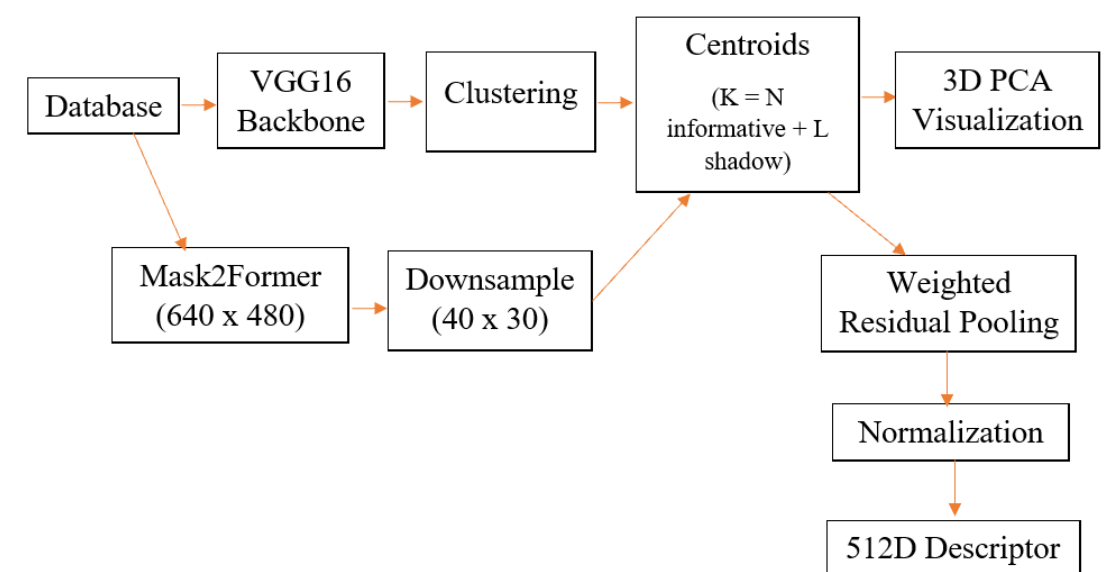 Database
VGG16
Backbone
Clustering
Centroids
(K = N
informative + L
shadow)
3D PCA
Visualization
Mask2Former
(640 x 480)
Downsample
(40 x 30)
Weighted
Residual Pooling
Normalization
512D Descriptor